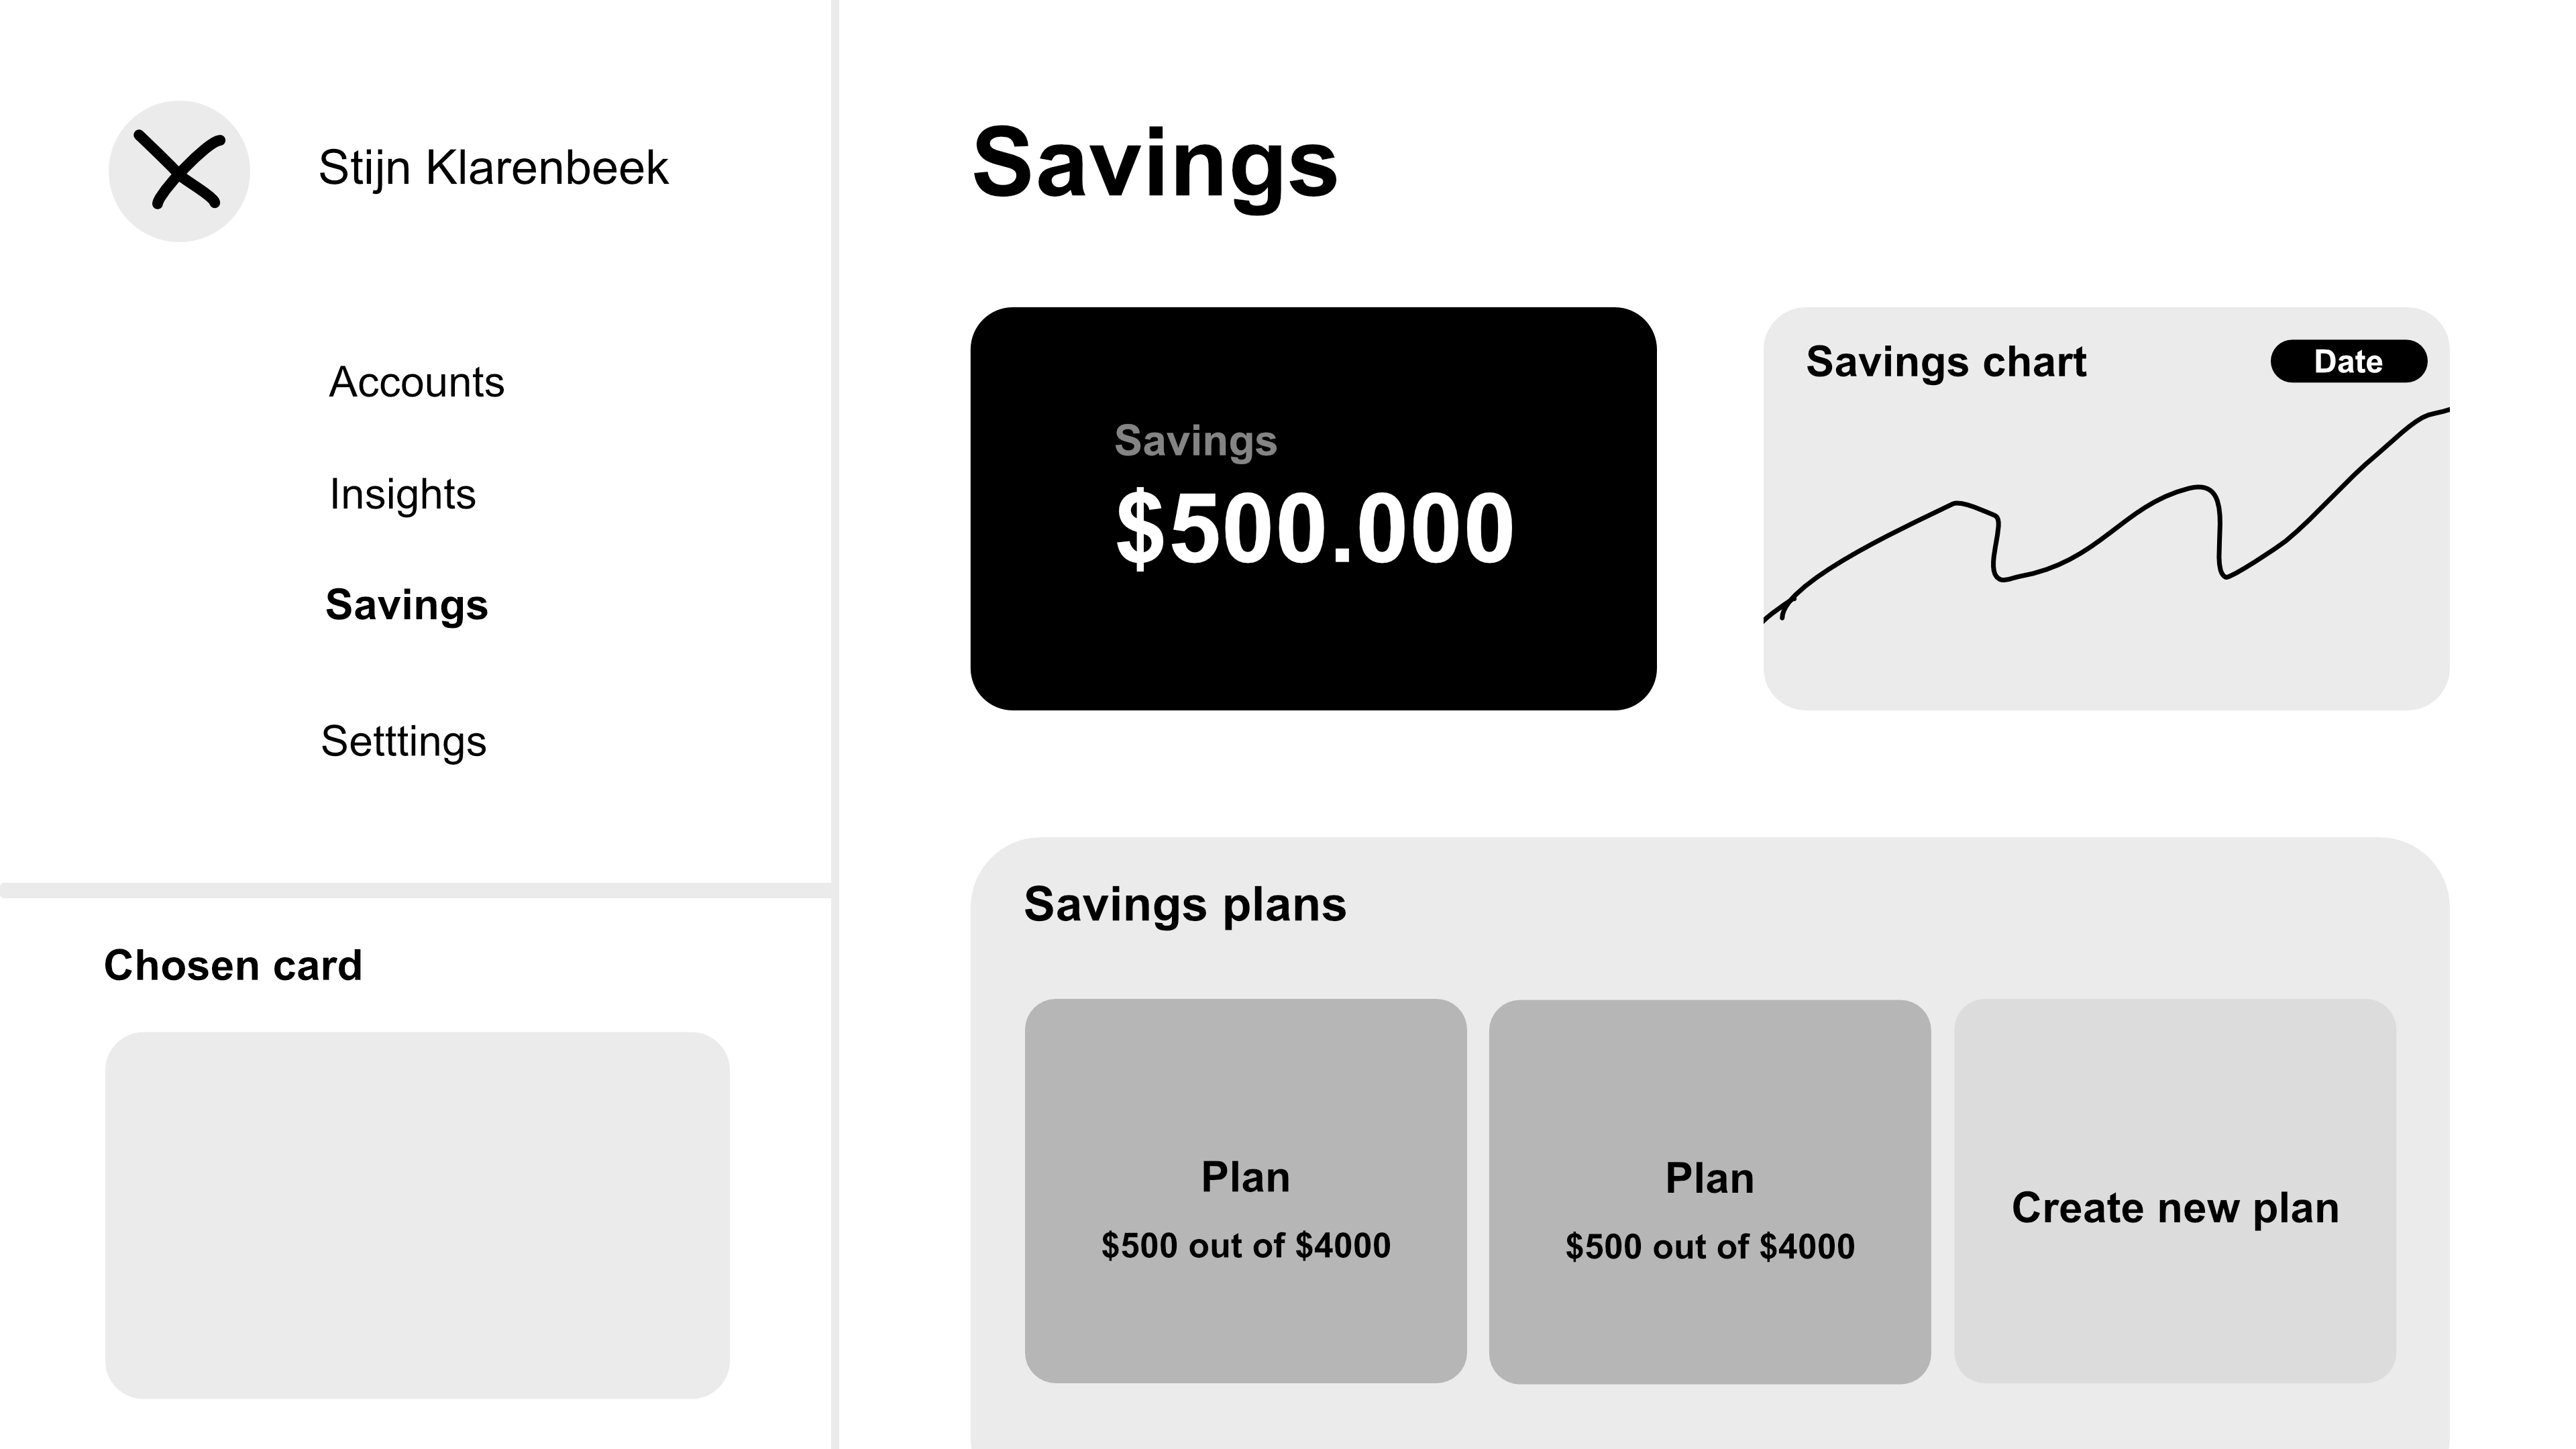 Stijn Klarenbeek
Accounts
Insights
Savings
Setttings
Chosen card
Savings
Savings
$500.000
Savings chart
Date
Savings plans
Plan
$500 out of $4000
Plan
$500 out of $4000
Create new plan